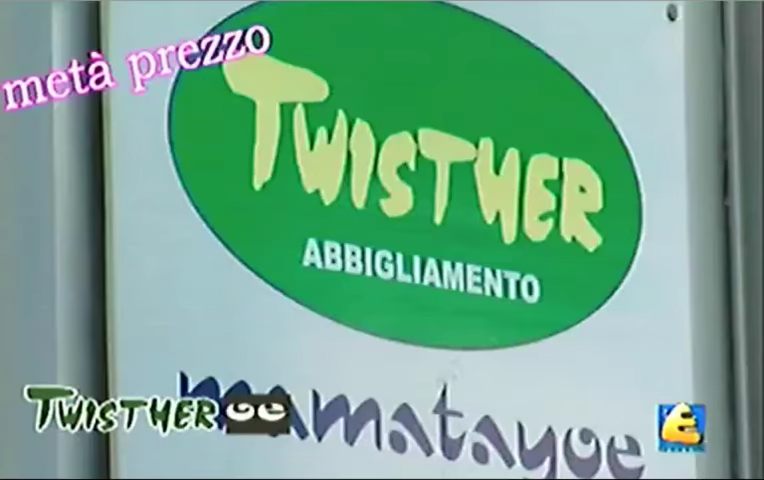 metà prezzo
TWISTHER
ABBIGLIAMENTO
mamatayoe
TWISTHER
E